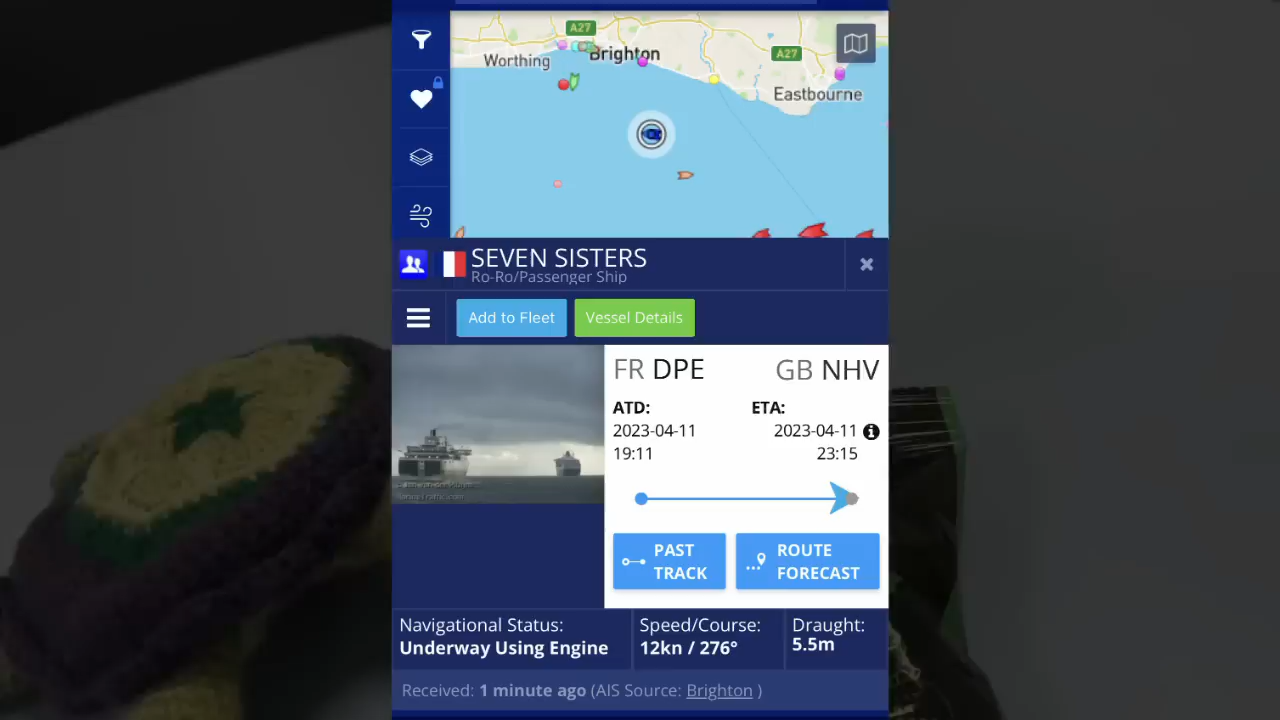 A27
Worthing
Brighton
A27
Eastbourne
SEVEN SISTERS
Ro-Ro/Passenger Ship
Add to Fleet
Vessel Details
FR DPE
GB NHV
ATD:
2023-04-11
19:11
ETA:
2023-04-11
23:15
PAST
TRACK
ROUTE
FORECAST
Navigational Status:
Underway Using Engine
Speed/Course:
12kn / 276°
Draught:
5.5m
Received: 1 minute ago (AIS Source: Brighton )